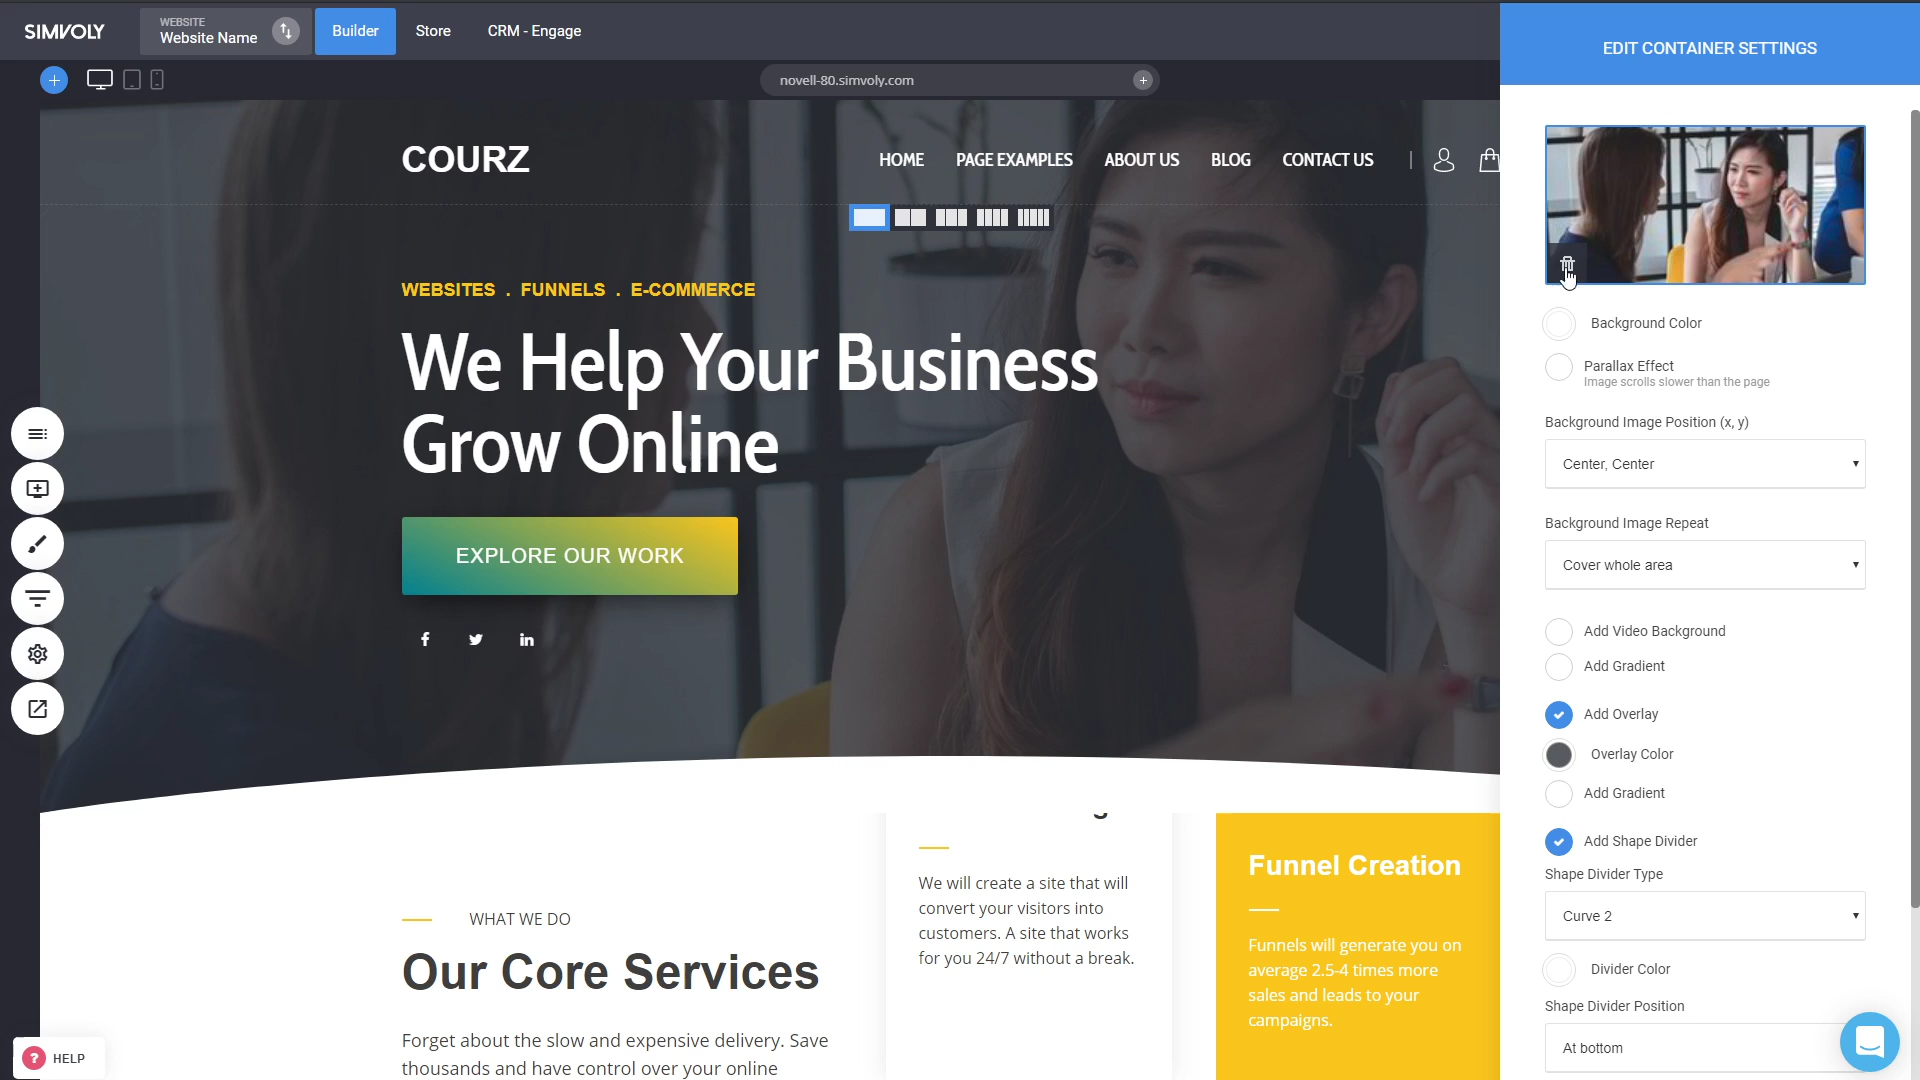 SIMVOLY
WEBSITE
Website Name
Builder
Store
CRM - Engage
EDIT CONTAINER SETTINGS
novell-80.simvoly.com
COURZ
HOME
PAGE EXAMPLES
ABOUT US
BLOG
CONTACT US
WEBSITES . FUNNELS . E-COMMERCE
We Help Your Business
Grow Online
EXPLORE OUR WORK
WHAT WE DO
Our Core Services
Forget about the slow and expensive delivery. Save
thousands and have control over your online
We will create a site that will
convert your visitors into
customers. A site that works
for you 24/7 without a break.
Funnel Creation
Funnels will generate you on
average 2.5-4 times more
sales and leads to your
campaigns.
? HELP
Background Color
Parallax Effect
Image scrolls slower than the page
Background Image Position (x, y)
Center, Center
Background Image Repeat
Cover whole area
Add Video Background
Add Gradient
Add Overlay
Overlay Color
Add Gradient
Add Shape Divider
Shape Divider Type
Curve 2
Divider Color
Shape Divider Position
At bottom